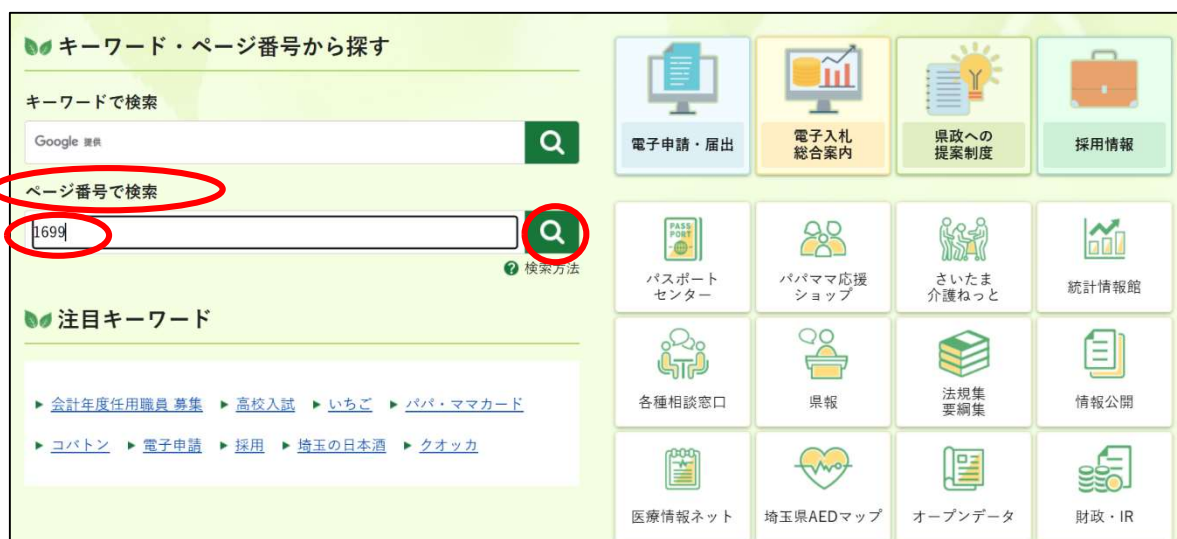 キーワード・ページ番号から探す
キーワードで検索
Google 提供
ページ番号で検索
1699
検索方法
注目キーワード
会計年度任用職員 募集 高校入試 いちご パパ・ママカード
コバトン 電子申請 採用 埼玉の日本酒 クオッカ
電子申請・届出
電子入札
総合案内
県政への
提案制度
採用情報
PASS
PORT
パスポート
センター
パパママ応援
ショップ
さいたま
介護ねっと
統計情報館
各種相談窓口
県報
法規集
要綱集
情報公開
医療情報ネット
埼玉県AEDマップ
オープンデータ
財政・IR